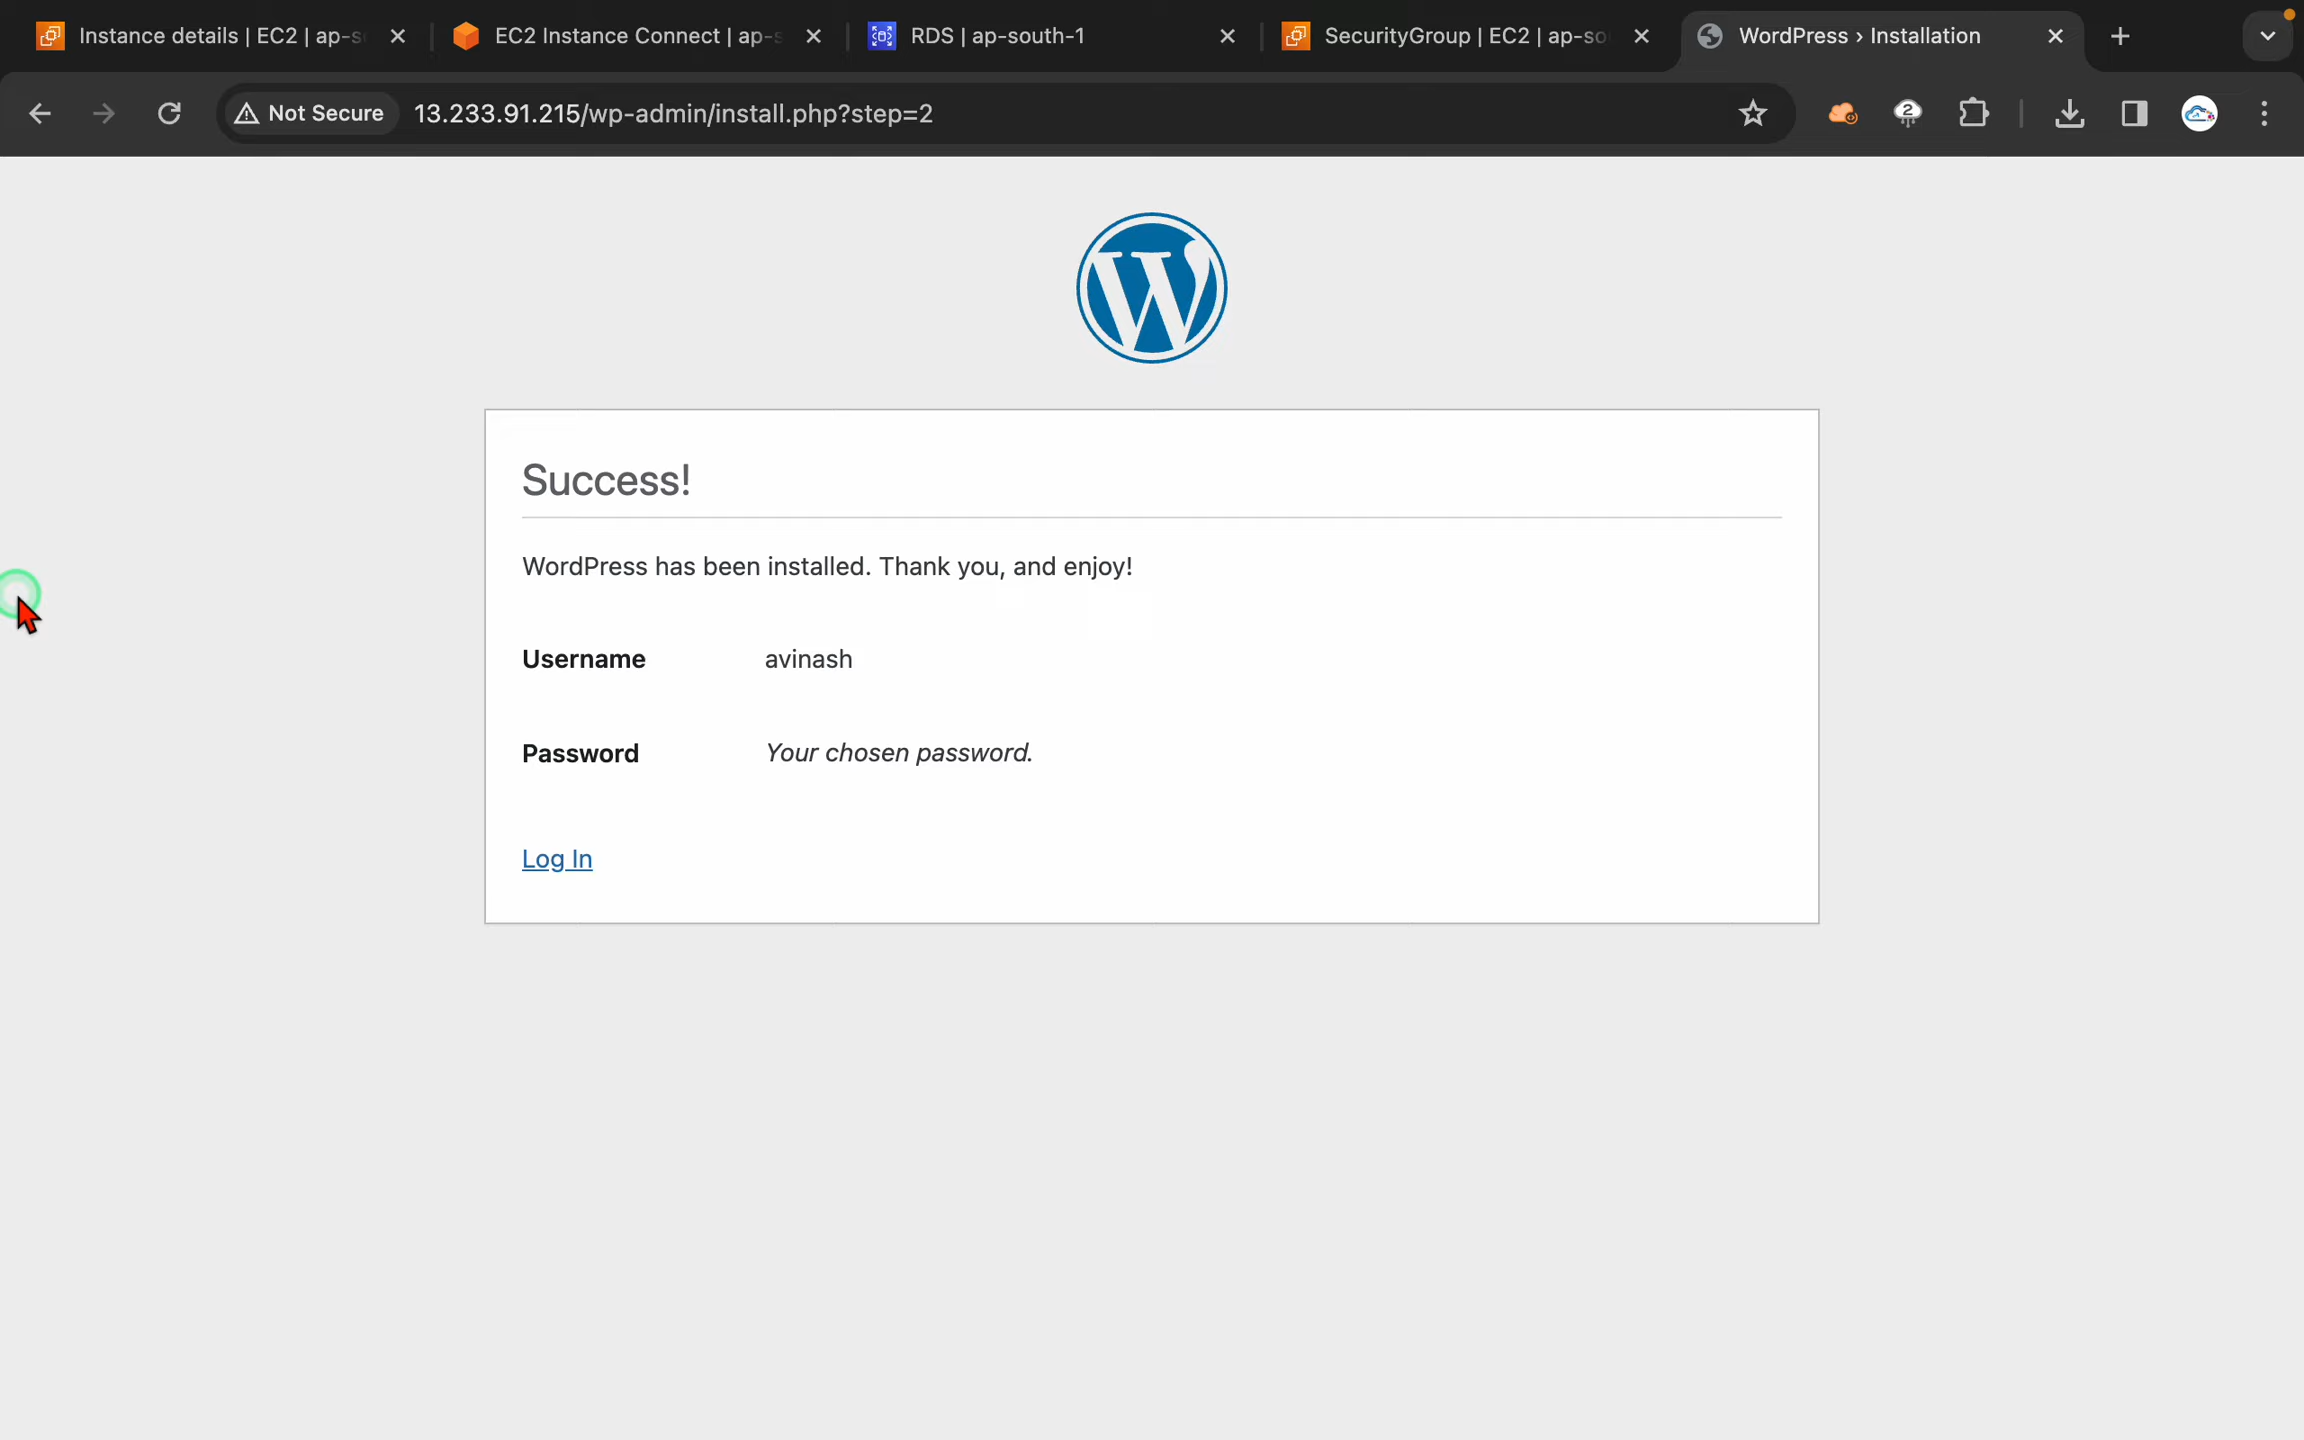 Instance details | EC2 | ap-s
EC2 Instance Connect | ap-s
RDS | ap-south-1
SecurityGroup | EC2 | ap-so
WordPress › Installation
Not Secure
13.233.91.215/wp-admin/install.php?step=2
2
Success!
WordPress has been installed. Thank you, and enjoy!
Username avinash
Password Your chosen password.
Log In